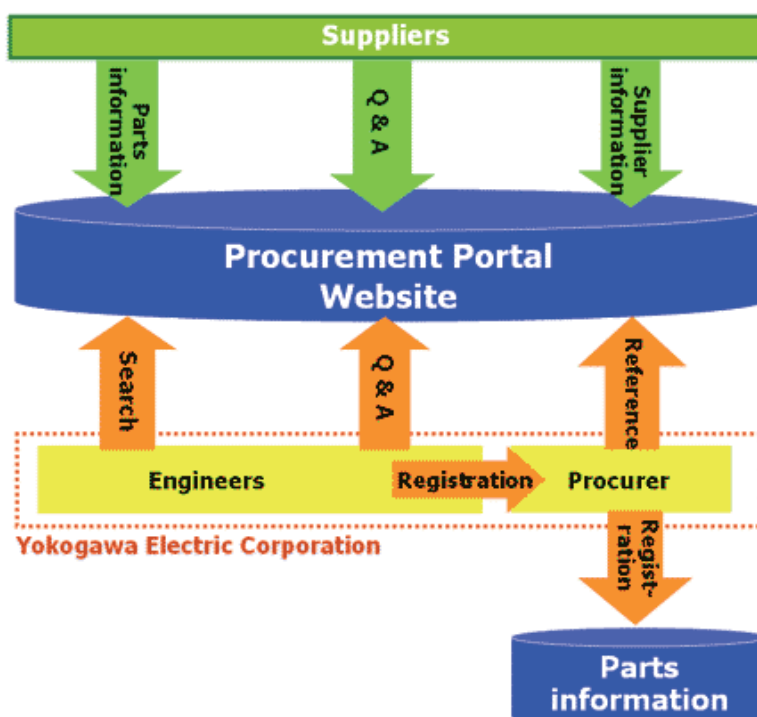 Suppliers
Parts
information
Q & A
Supplier
information
Procurement Portal
Website
Search
Q & A
Reference
Engineers
Registration
Procurer
Yokogawa Electric Corporation
Regist-
ration
Parts
information